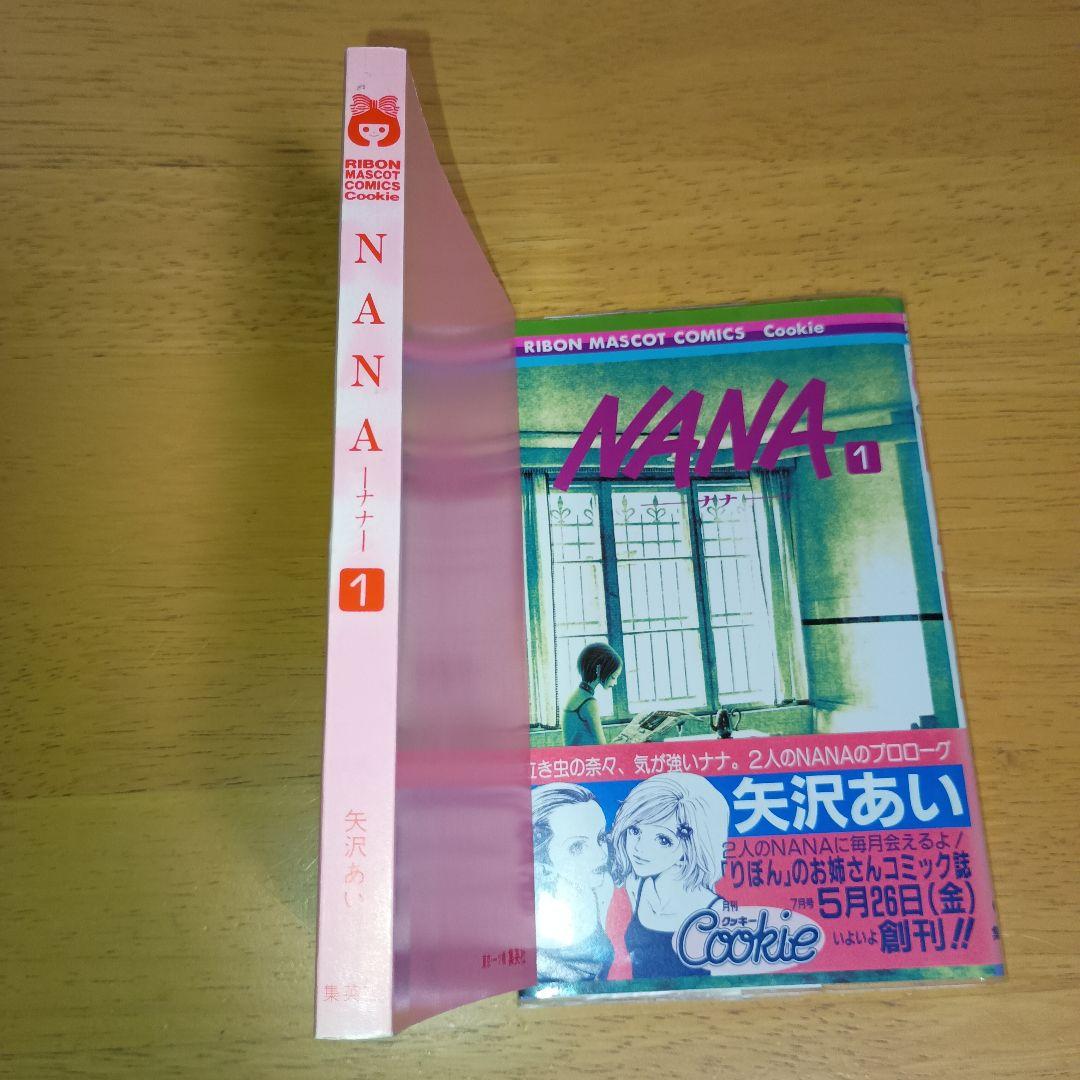 RIBON
MASCOT
COMICS
Cookie
NANA
―ナナ―
1
矢沢あい
集英
RIBON MASCOT COMICS Cookie
NANA
1
ナナ
泣き虫の奈々、気が強いナナ。2人のNANAのプロローグ
矢沢あい
2人のNANAに毎月会えるよ!
「りぼん」のお姉さんコミック誌
月刊
クッキー
Cookie
7月号
5月26日(金)
いよいよ創刊!!
集英社